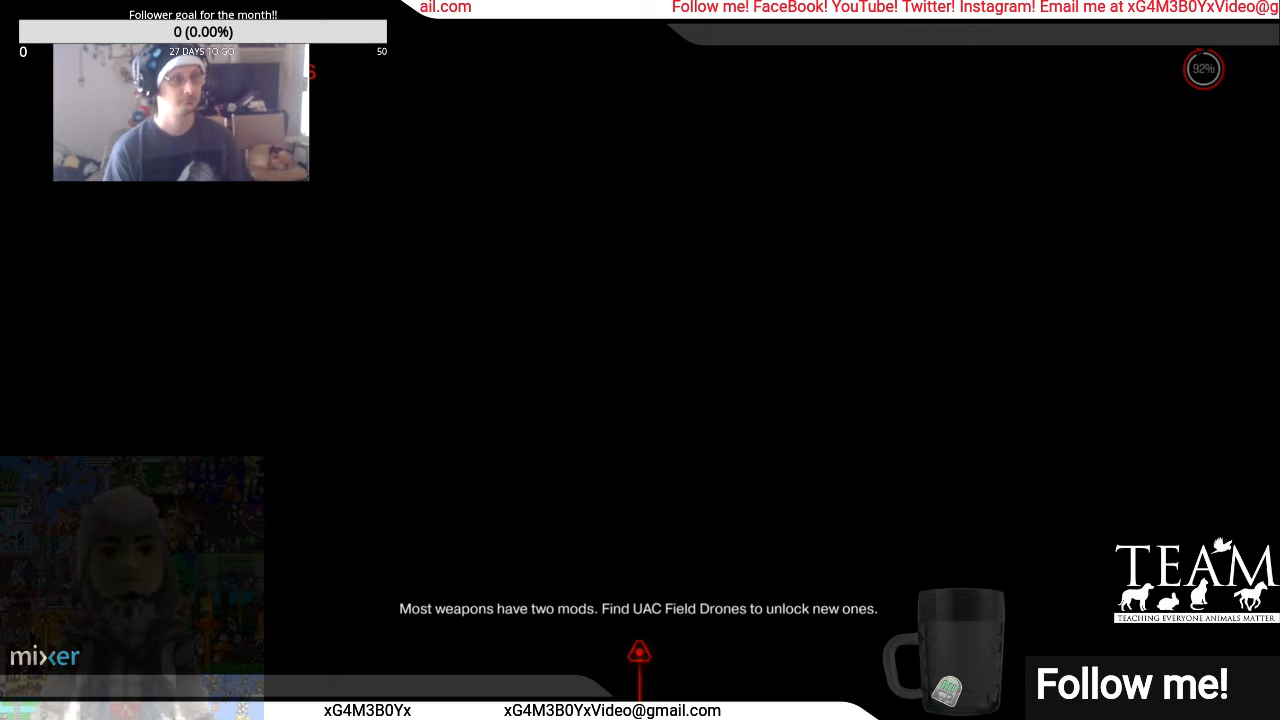 ail.com Follow me! FaceBook! YouTube! Twitter! Instagram! Email me at xG4M3B0YxVideo@g
Follower goal for the month!!
0 (0.00%)
0 27 DAYS TO GO 50
S
92%
Most weapons have two mods. Find UAC Field Drones to unlock new ones.
TEAM
TEACHING EVERYONE ANIMALS MATTER
mixer
Follow me!
xG4M3B0Yx xG4M3B0YxVideo@gmail.com